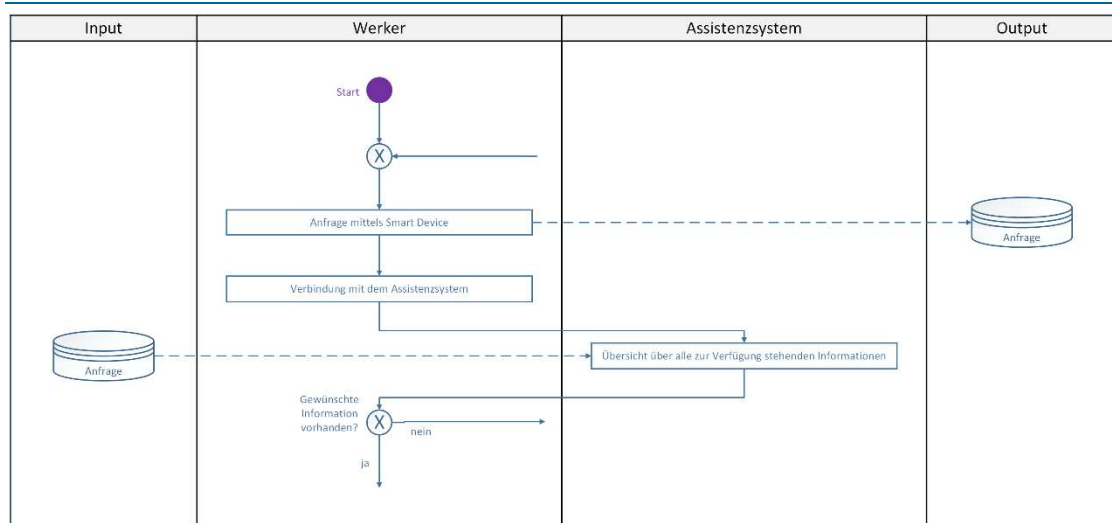 Input
Werker
Assistenzsystem
Output
Start
X
Anfrage mittels Smart Device
Anfrage
Verbindung mit dem Assistenzsystem
Übersicht über alle zur Verfügung stehenden Informationen
Anfrage
Gewünschte
Information
vorhanden?
X
nein
ja